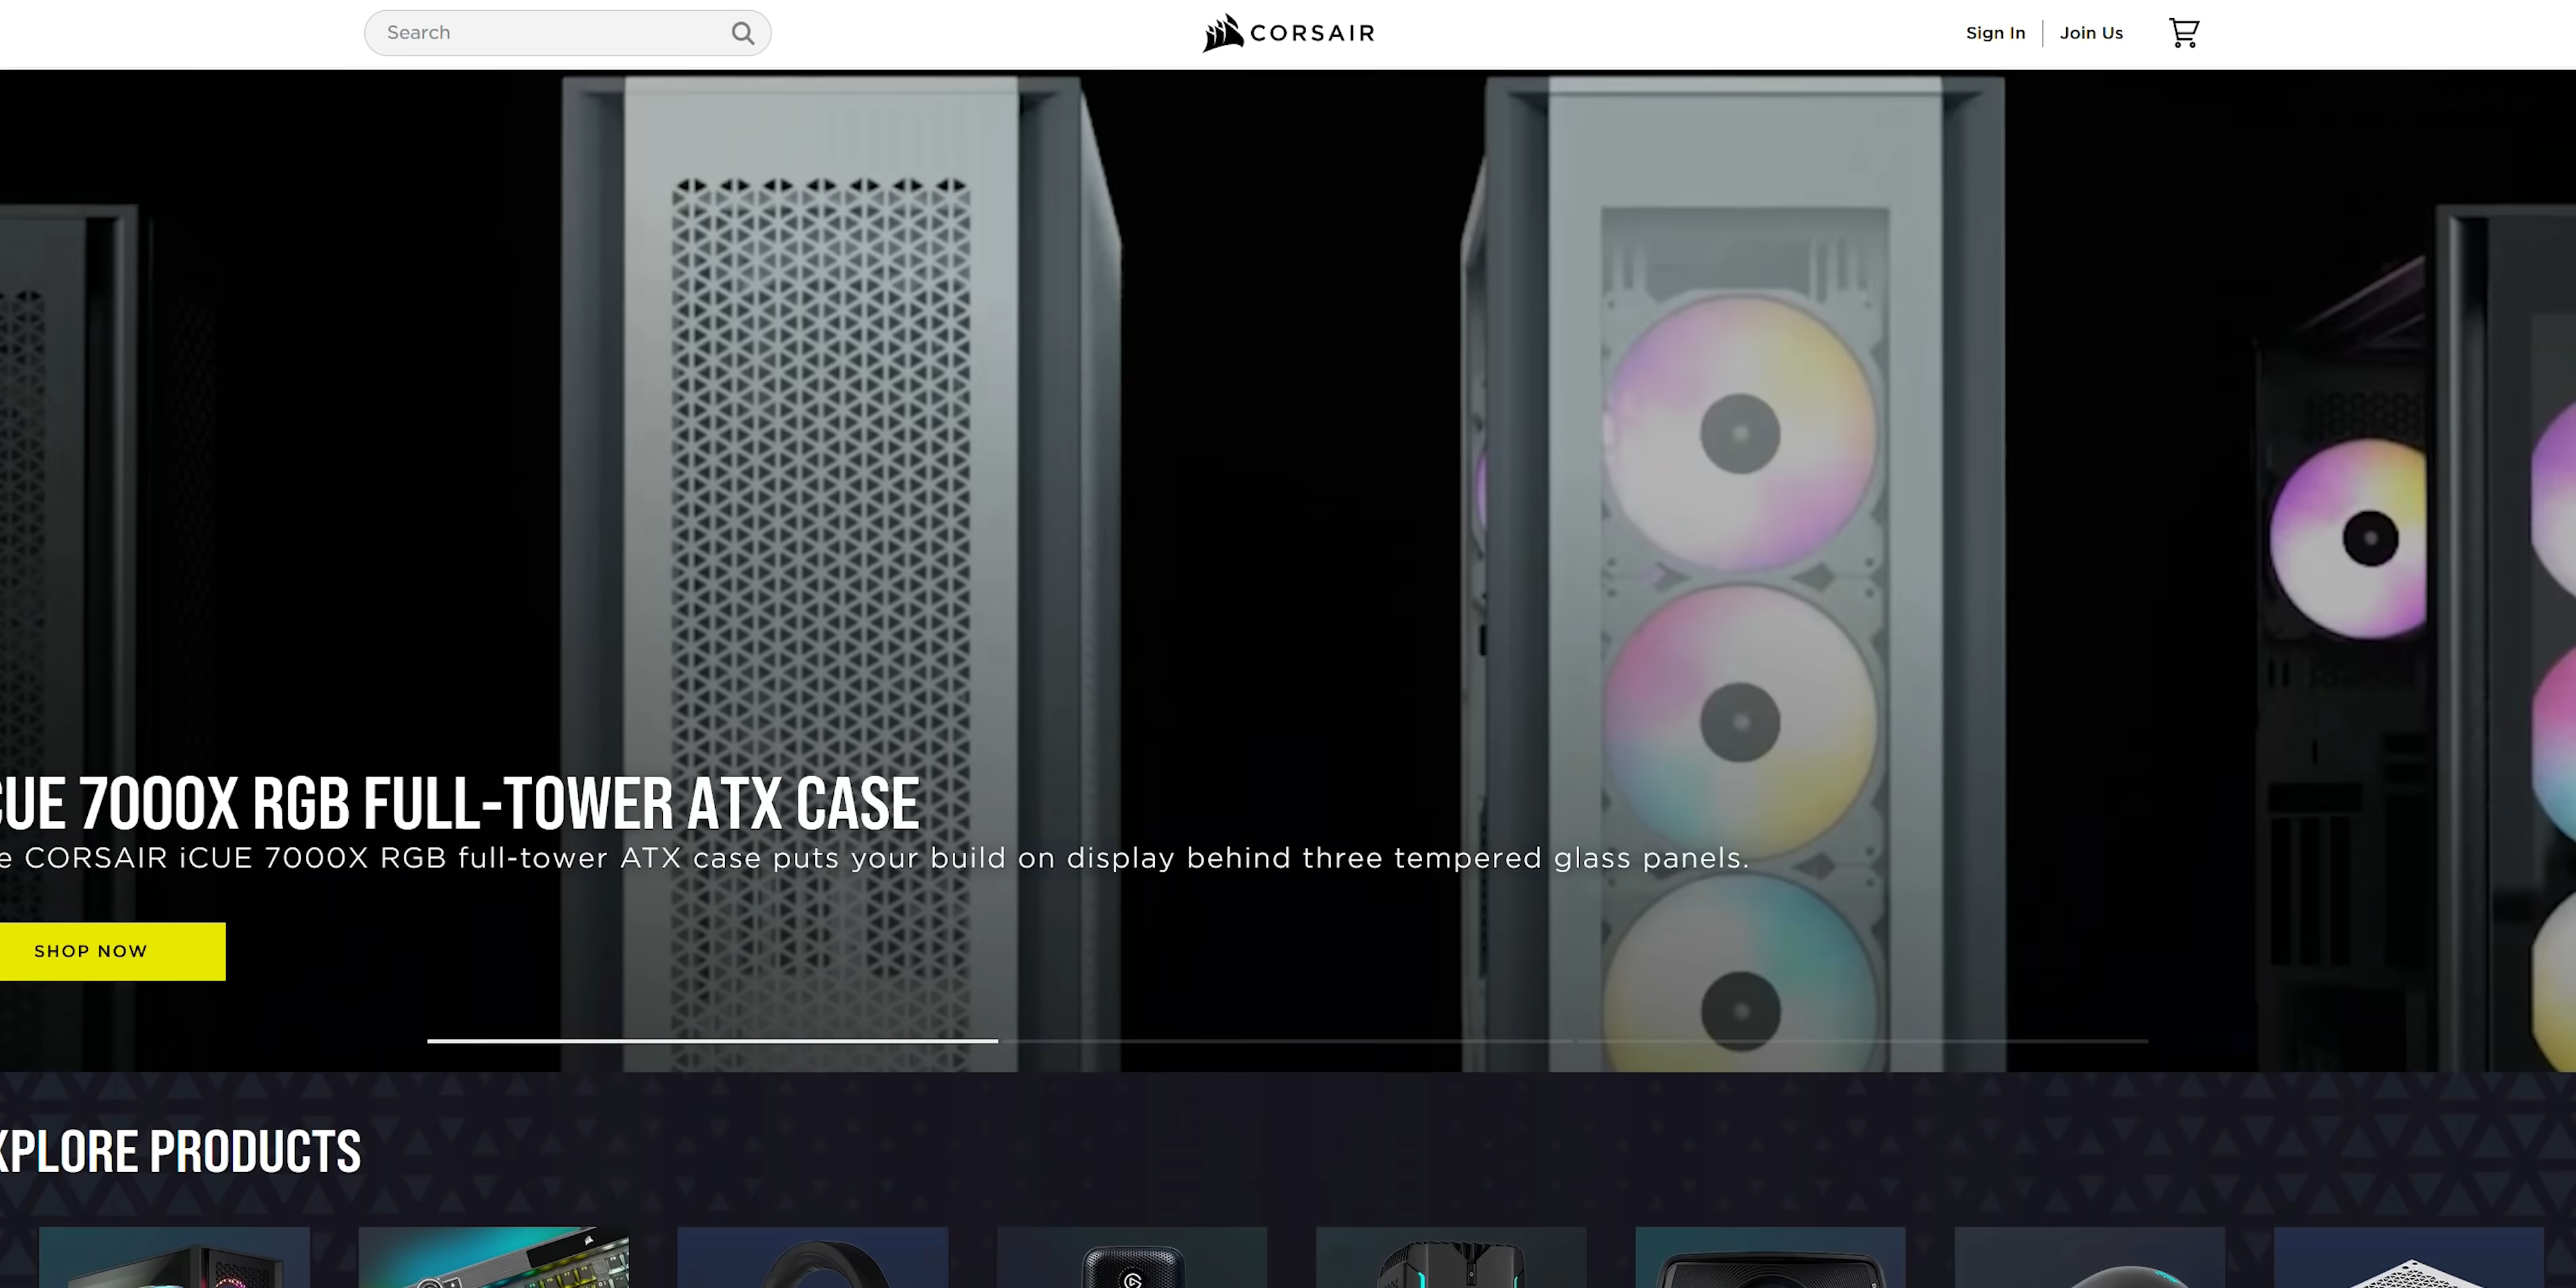 Search
CORSAIR
Sign In
Join Us
CUE 7000X RGB FULL-TOWER ATX CASE
e CORSAIR iCUE 7000X RGB full-tower ATX case puts your build on display behind three tempered glass panels.
SHOP NOW
XPLORE PRODUCTS